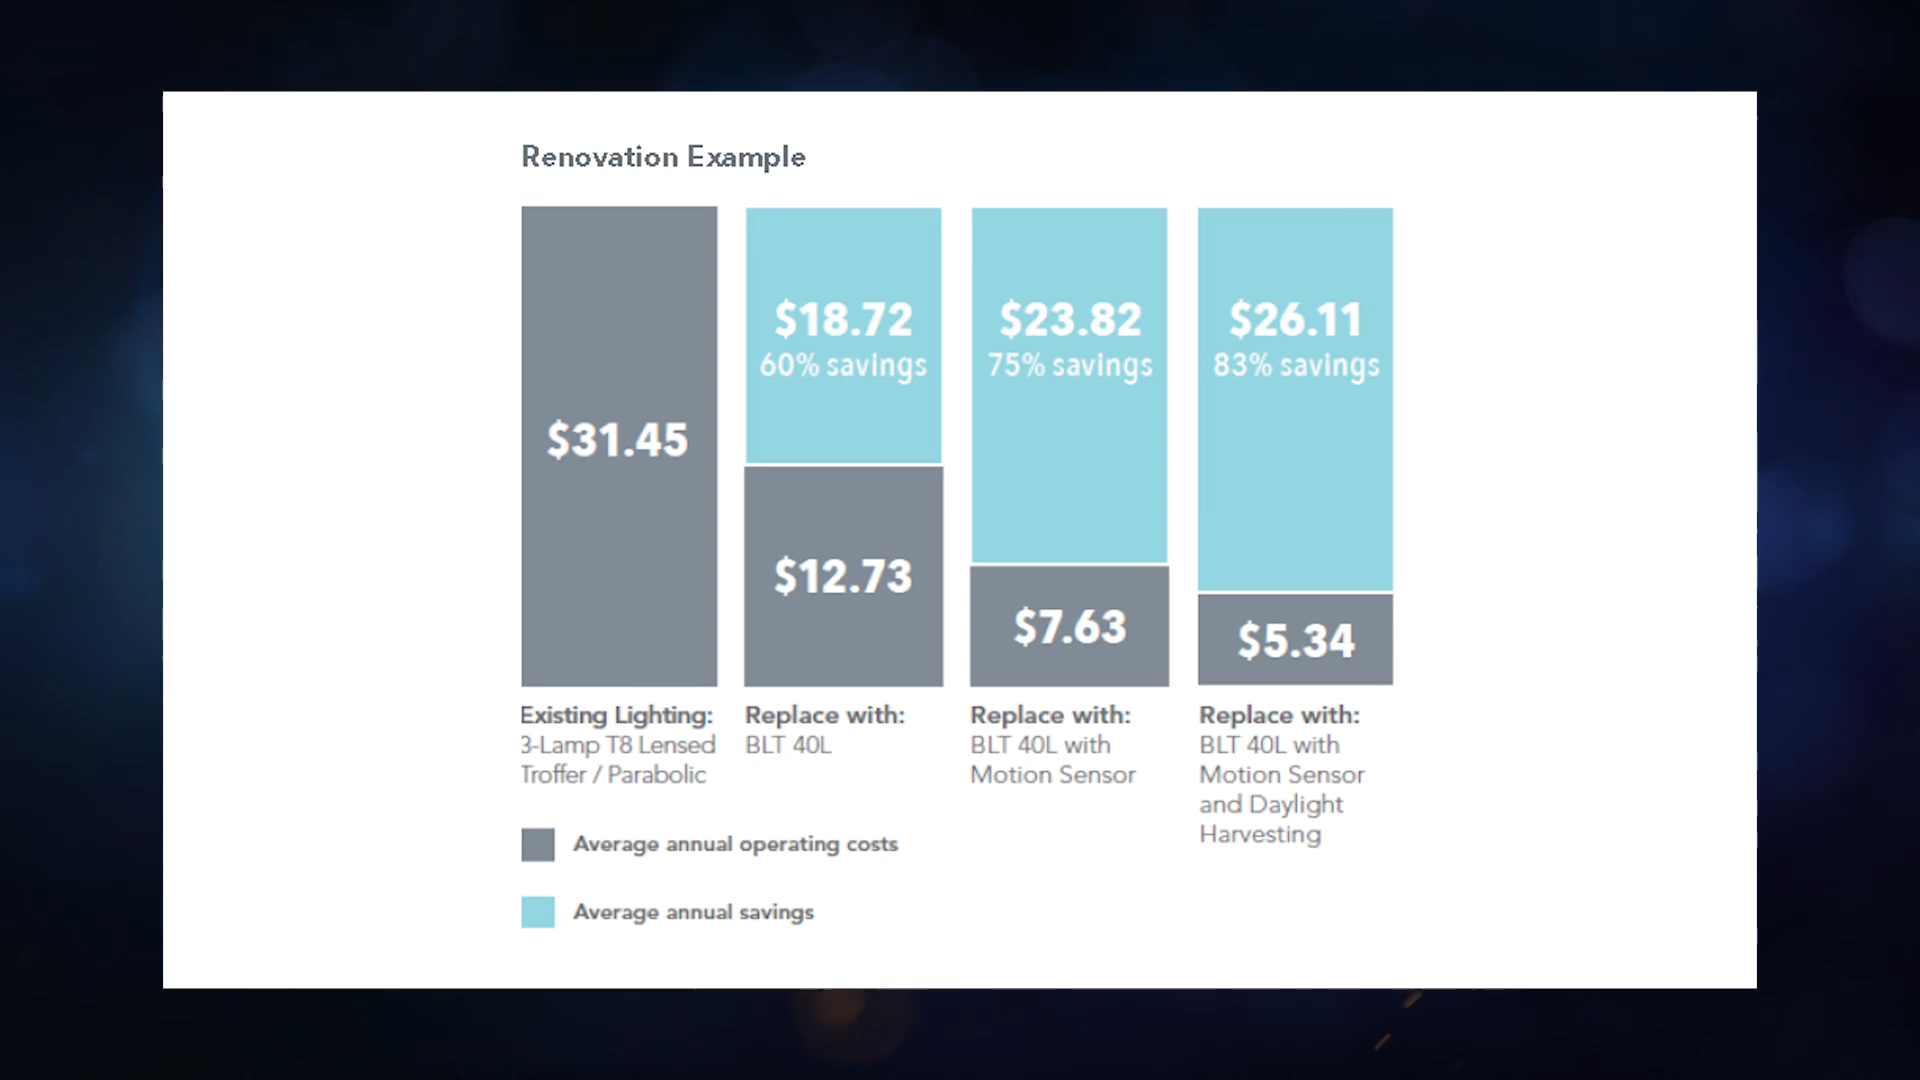 Renovation Example
$31.45
$18.72
60% savings
$12.73
$23.82
75% savings
$7.63
$26.11
83% savings
$5.34
Existing Lighting:
3-Lamp T8 Lensed
Troffer / Parabolic
Replace with:
BLT 40L
Replace with:
BLT 40L with
Motion Sensor
Replace with:
BLT 40L with
Motion Sensor
and Daylight
Harvesting
Average annual operating costs
Average annual savings